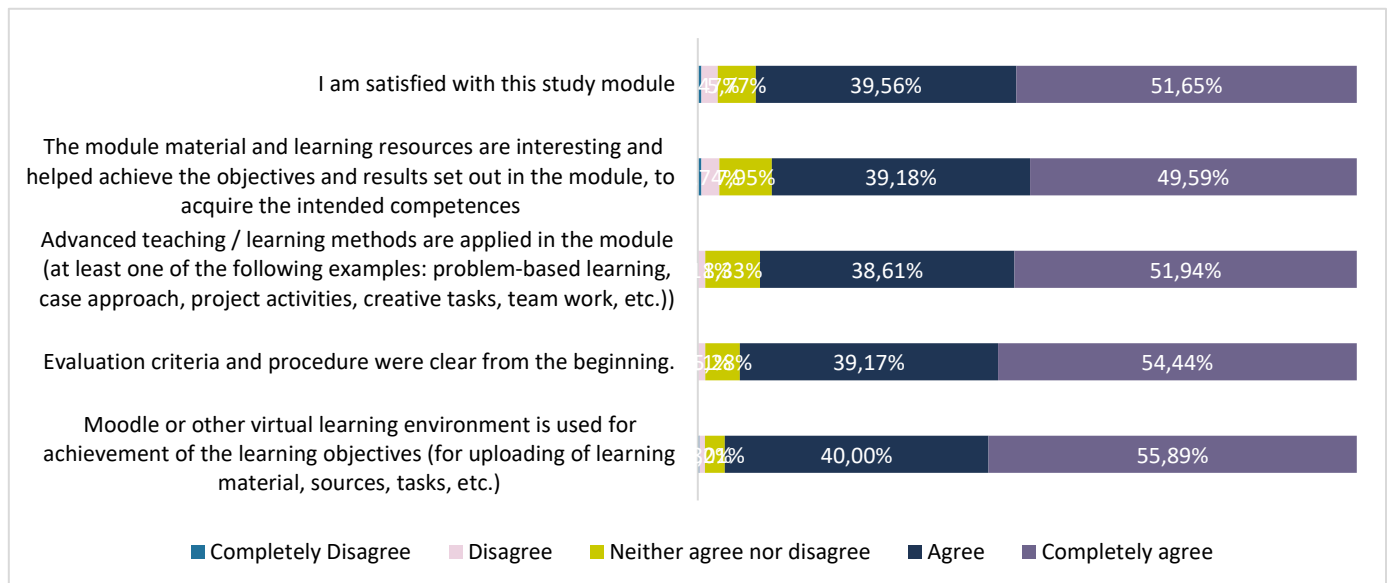 I am satisfied with this study module
39,56%
51,65%
The module material and learning resources are interesting and
helped achieve the objectives and results set out in the module, to
acquire the intended competences
7,95%
39,18%
49,59%
Advanced teaching / learning methods are applied in the module
(at least one of the following examples: problem-based learning,
case approach, project activities, creative tasks, team work, etc.))
8,33%
38,61%
51,94%
Evaluation criteria and procedure were clear from the beginning.
39,17%
54,44%
Moodle or other virtual learning environment is used for
achievement of the learning objectives (for uploading of learning
material, sources, tasks, etc.)
40,00%
55,89%
Completely Disagree
Disagree
Neither agree nor disagree
Agree
Completely agree